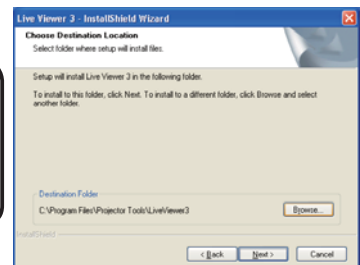 Live Viewer 3 - InstallShield Wizard
Choose Destination Location
Select folder where setup will install files.
Setup will install Live Viewer 3 in the following folder.
To install to this folder, click Next. To install to a different folder, click Browse and select
another folder.
Destination Folder
C:\Program Files\Projector Tools\LiveViewer3
Browse...
InstallShield
< Back
Next >
Cancel